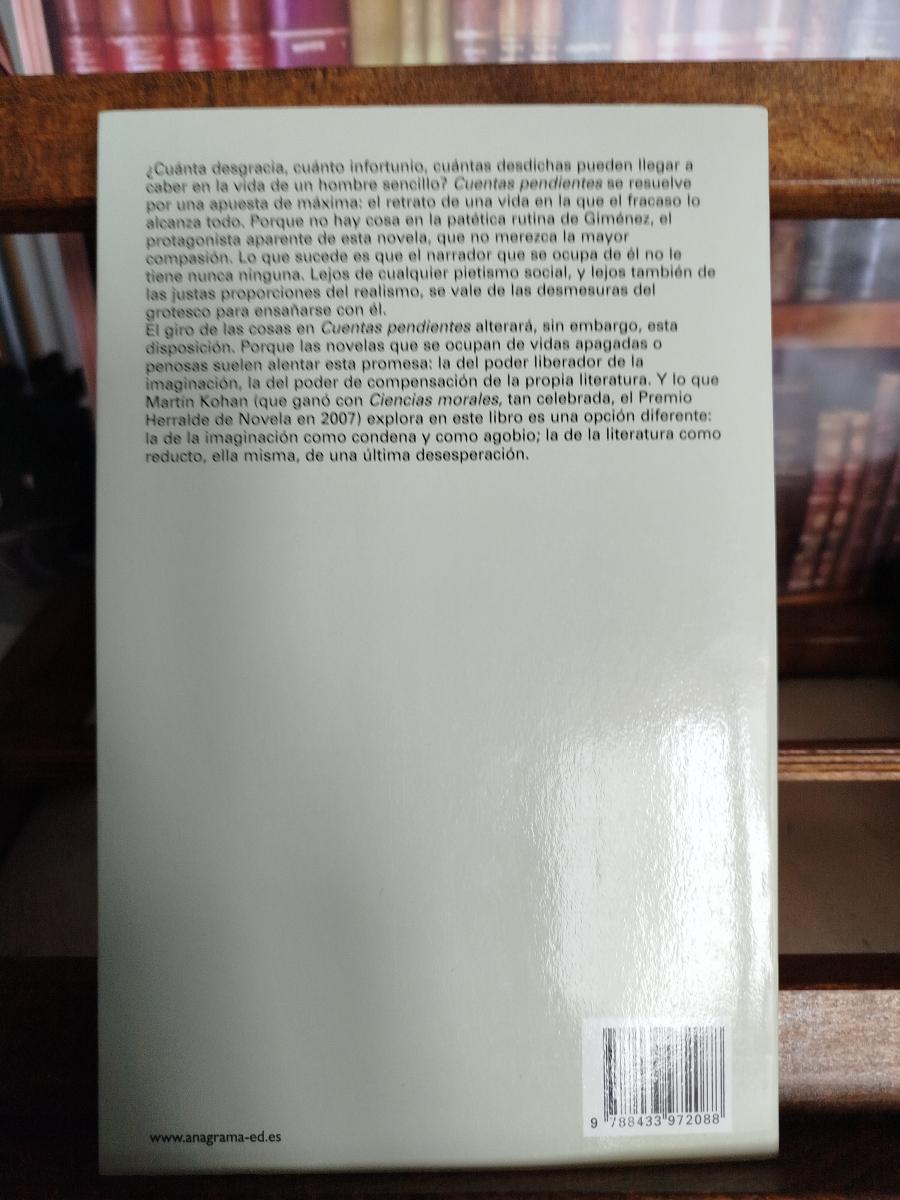 ¿Cuánta desgracia, cuánto infortunio, cuántas desdichas pueden llegar a
caber en la vida de un hombre sencillo? Cuentas pendientes se resuelve
por una apuesta de máxima: el retrato de una vida en la que el fracaso lo
alcanza todo. Porque no hay cosa en la patética rutina de Giménez, el
protagonista aparente de esta novela, que no merezca la mayor
compasión. Lo que sucede es que el narrador que se ocupa de él no le
tiene nunca ninguna. Lejos de cualquier pietismo social, y lejos también de
las justas proporciones del realismo, se vale de las desmesuras del
grotesco para ensañarse con él.
El giro de las cosas en Cuentas pendientes alterará, sin embargo, esta
disposición. Porque las novelas que se ocupan de vidas apagadas o
penosas suelen alentar esta promesa: la del poder liberador de la
imaginación, la del poder de compensación de la propia literatura. Y lo que
Martín Kohan (que ganó con Ciencias morales, tan celebrada, el Premio
Herralde de Novela en 2007) explora en este libro es una opción diferente:
la de la imaginación como condena y como agobio; la de la literatura como
reducto, ella misma, de una última desesperación.
www.anagrama-ed.es
9 788433 972088